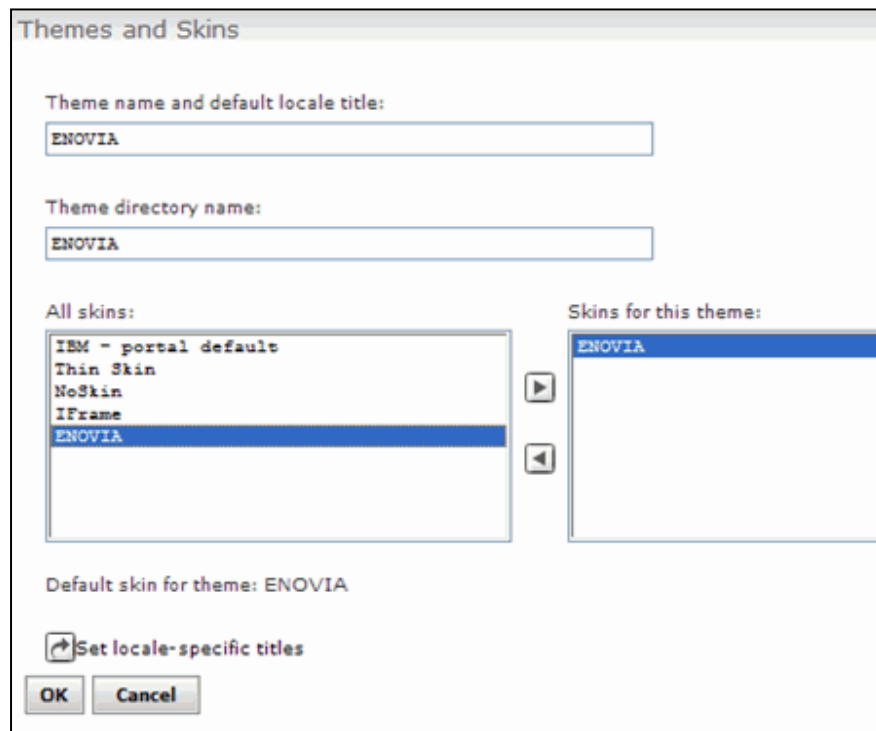 Themes and Skins
Theme name and default locale title:
ENOVIA
Theme directory name:
ENOVIA
All skins:
IBM - portal default
Thin Skin
NoSkin
IFrame
ENOVIA
Skins for this theme:
ENOVIA
Default skin for theme: ENOVIA
Set locale-specific titles
OK Cancel